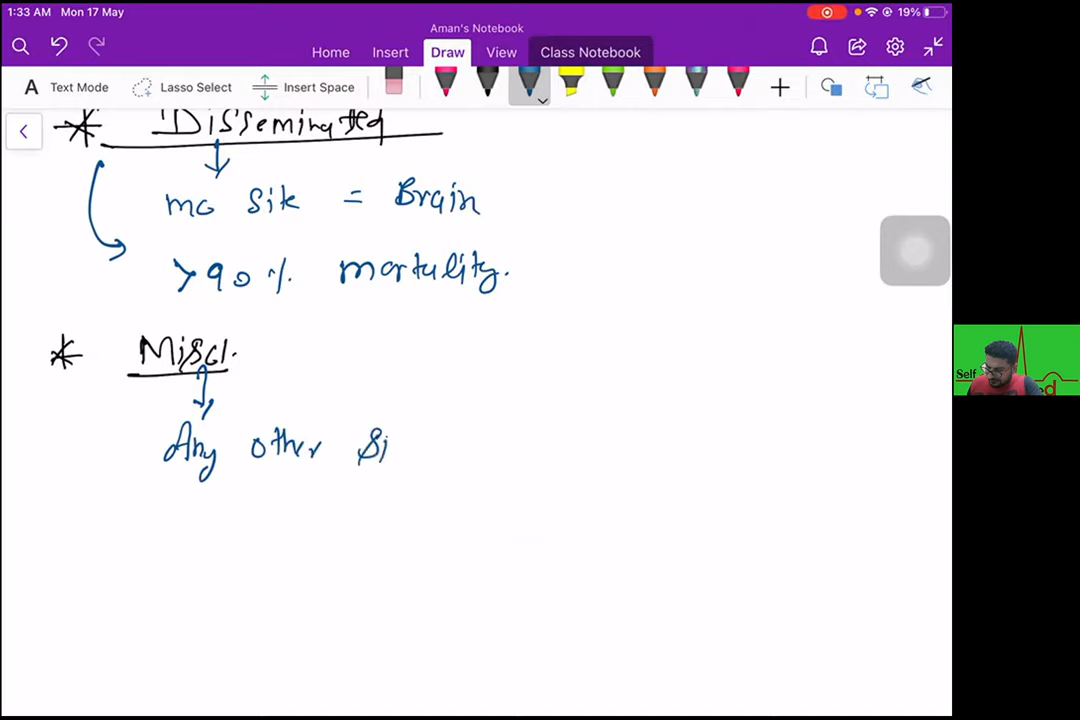 1:33 AM Mon 17 May 19%
Aman's Notebook
Home Insert Draw View Class Notebook
A Text Mode Lasso Select Insert Space
* Disseminated
mc Site = Brain
>90% mortality.
* Miscl.
Any other Si
Self